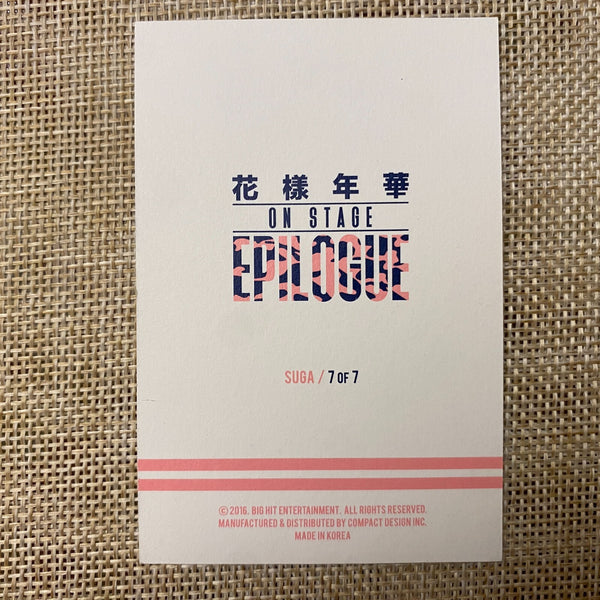 花樣年華
ON STAGE
EPILOGUE
SUGA / 7 OF 7
© 2016. BIG HIT ENTERTAINMENT. ALL RIGHTS RESERVED.
MANUFACTURED & DISTRIBUTED BY COMPACT DESIGN INC.
MADE IN KOREA